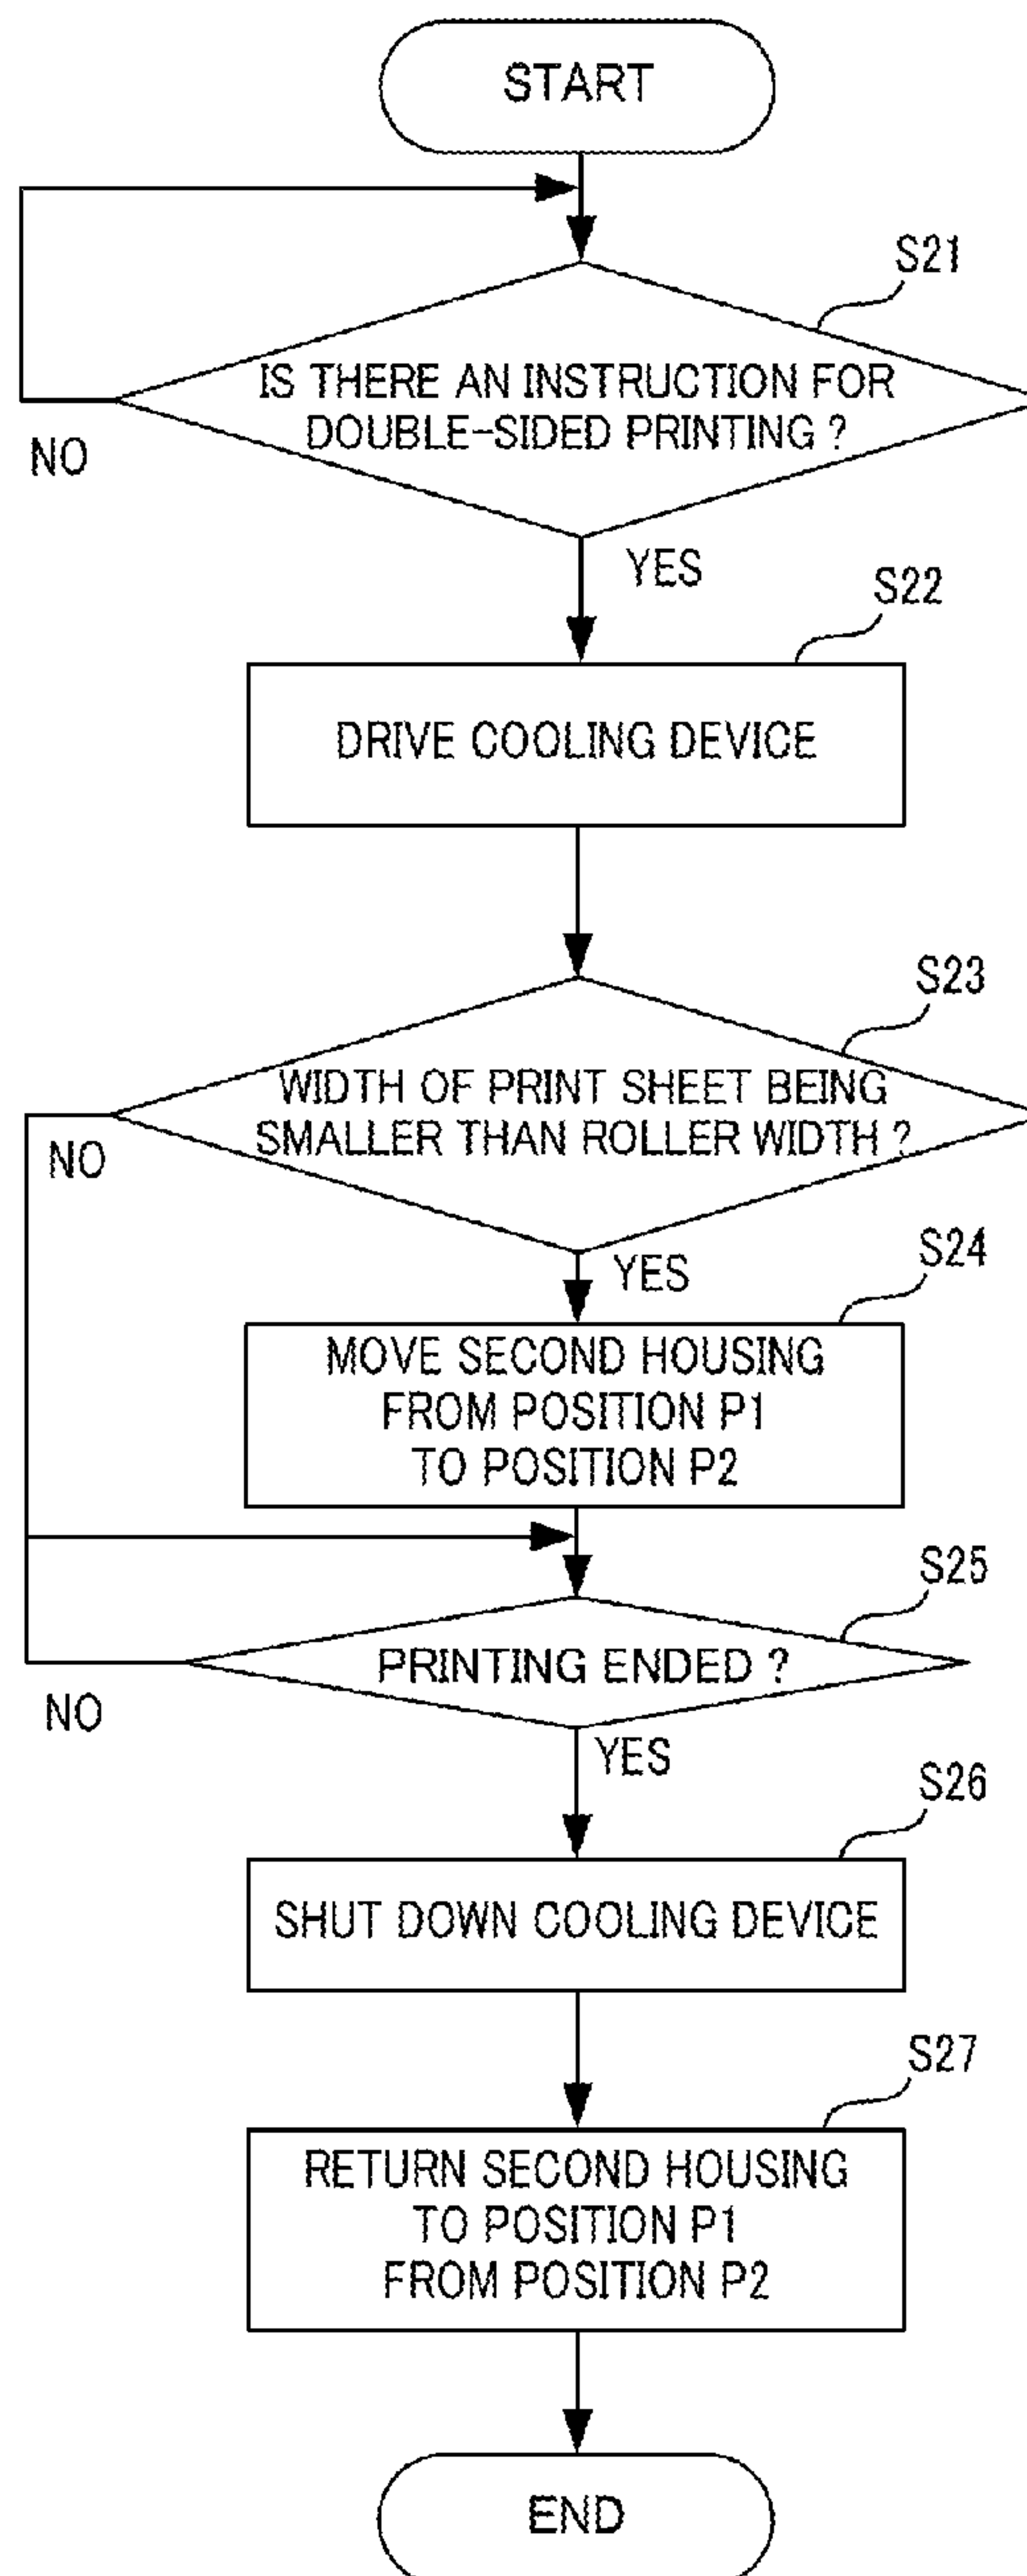 START
S21
IS THERE AN INSTRUCTION FOR
DOUBLE-SIDED PRINTING ?
NO
YES
S22
DRIVE COOLING DEVICE
S23
WIDTH OF PRINT SHEET BEING
SMALLER THAN ROLLER WIDTH ?
NO
YES
S24
MOVE SECOND HOUSING
FROM POSITION P1
TO POSITION P2
S25
PRINTING ENDED ?
NO
YES
S26
SHUT DOWN COOLING DEVICE
S27
RETURN SECOND HOUSING
TO POSITION P1
FROM POSITION P2
END